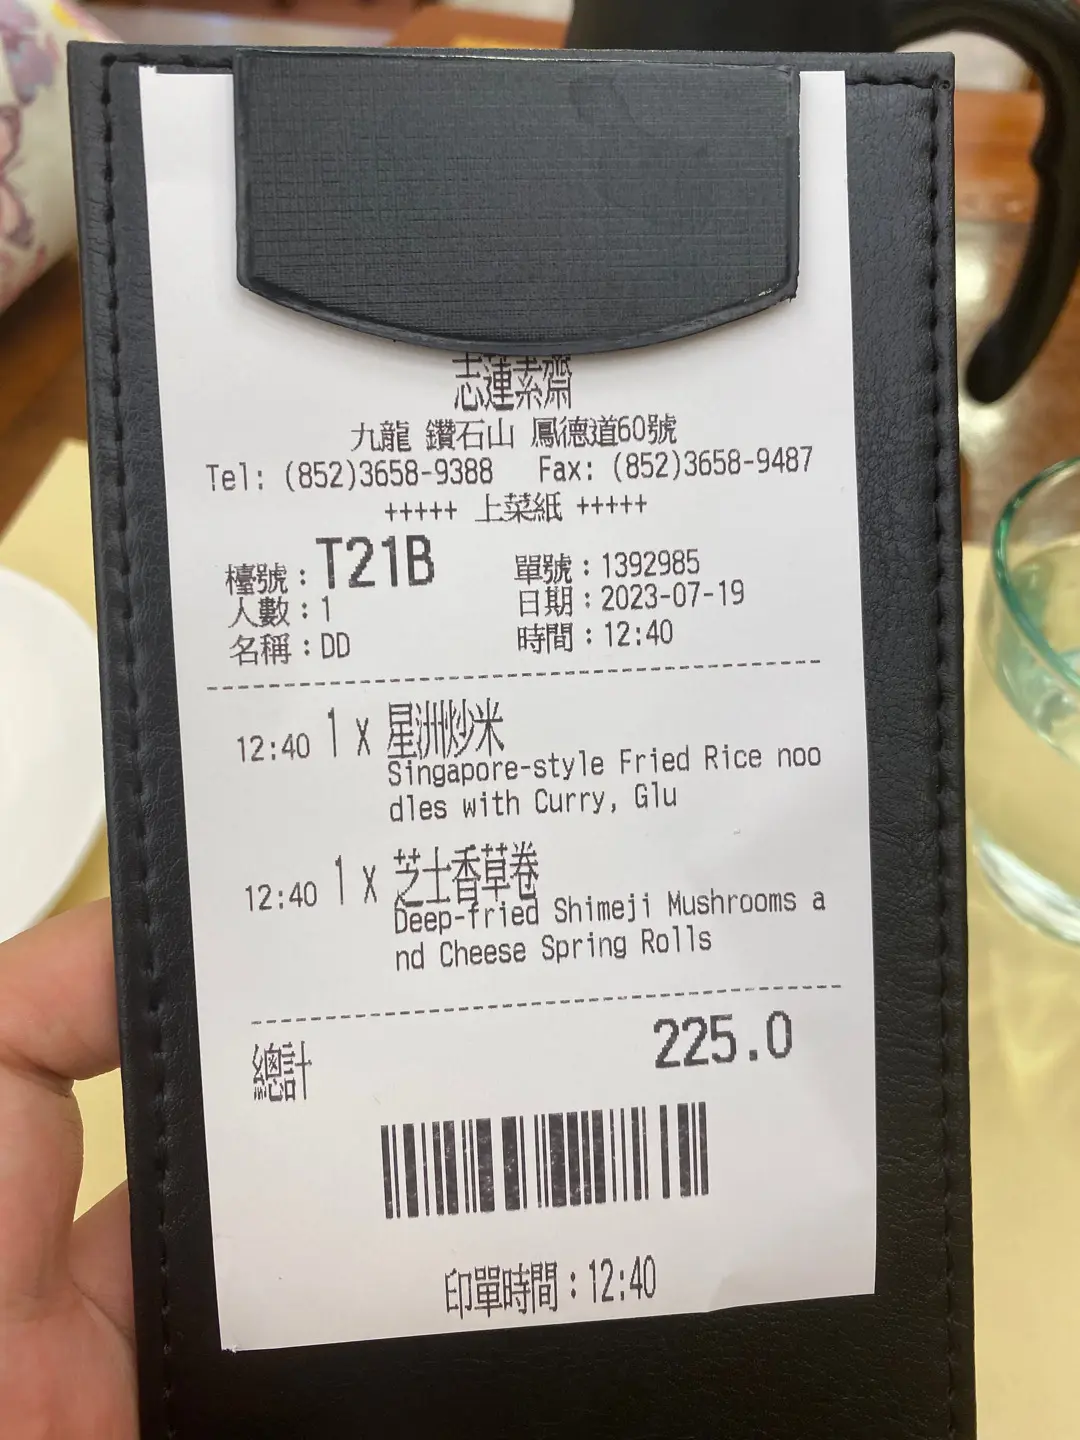 志蓮素齋
九龍 鑽石山 鳳德道60號
Tel: (852)3658-9388 Fax: (852)3658-9487
+++++ 上菜紙 +++++
檯號：T21B 單號：1392985
人數：1 日期：2023-07-19
名稱：DD 時間：12:40
12:40 1 x 星洲炒米
Singapore-style Fried Rice noo
dles with Curry, Glu
12:40 1 x 芝士香草卷
Deep-fried Shimeji Mushrooms a
nd Cheese Spring Rolls
總計 225.0
印單時間：12:40